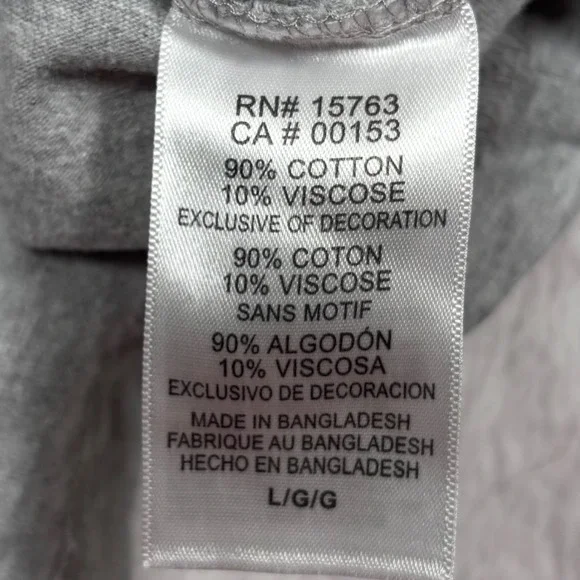 RN# 15763
CA # 00153
90% COTTON
10% VISCOSE
EXCLUSIVE OF DECORATION
90% COTON
10% VISCOSE
SANS MOTIF
90% ALGODÓN
10% VISCOSA
EXCLUSIVO DE DECORACION
MADE IN BANGLADESH
FABRIQUE AU BANGLADESH
HECHO EN BANGLADESH
L/G/G